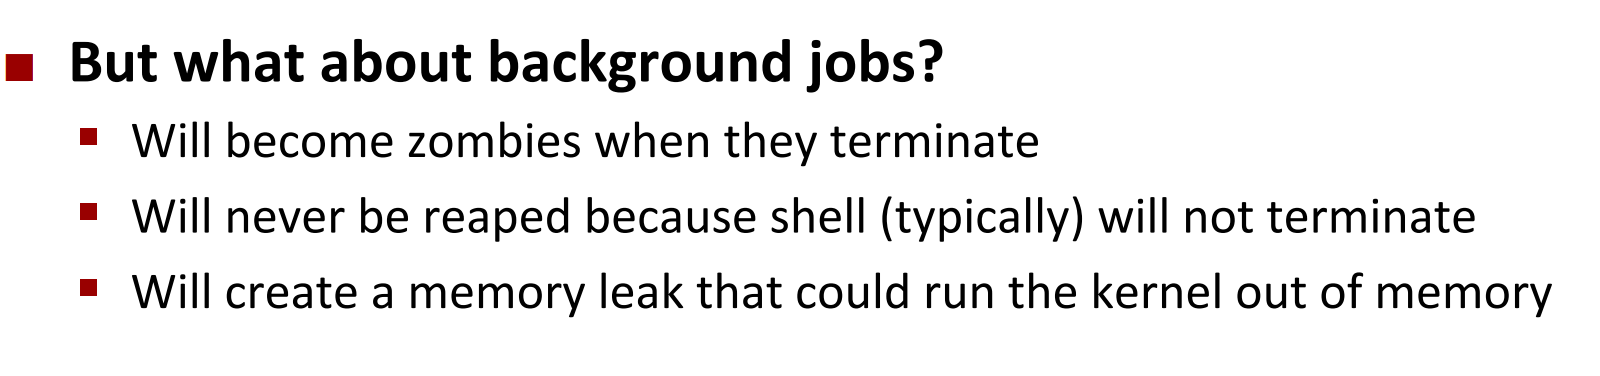 But what about background jobs?
Will become zombies when they terminate
Will never be reaped because shell (typically) will not terminate
Will create a memory leak that could run the kernel out of memory